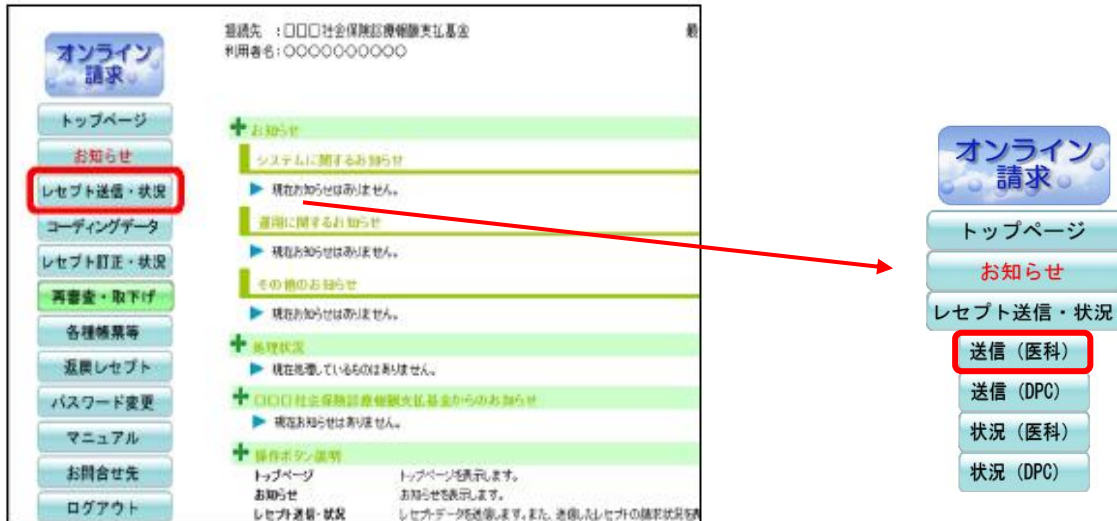 オンライン
請求
トップページ
お知らせ
レセプト送信・状況
コーディングデータ
レセプト訂正・状況
再審査・取下げ
各種帳票等
返戻レセプト
パスワード変更
マニュアル
お問合せ先
ログアウト
接続先 :□□□社会保険診療報酬支払基金
利用者名:○○○○○○○○○○
最
お知らせ
システムに関するお知らせ
現在お知らせはありません。
運用に関するお知らせ
現在お知らせはありません。
その他のお知らせ
現在お知らせはありません。
処理状況
現在処理しているものはありません。
□□□社会保険診療報酬支払基金からのお知らせ
現在お知らせはありません。
操作ボタン説明
トップページ トップページを表示します。
お知らせ お知らせを表示します。
レセプト送信・状況 レセプトデータを送信します。また、送信したレセプトの請求状況を
オンライン
請求
トップページ
お知らせ
レセプト送信・状況
送信(医科)
送信(DPC)
状況(医科)
状況(DPC)